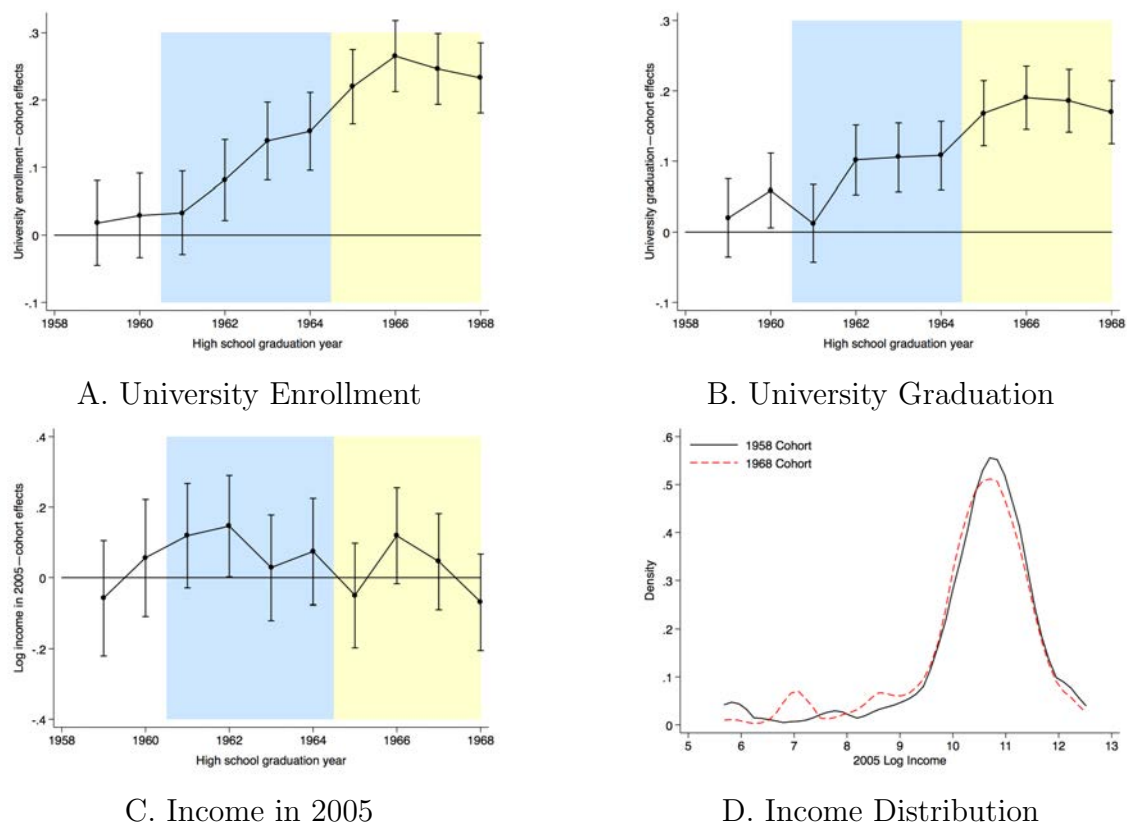 .3
.2
.1
0
-.1
University enrollment—cohort effects
1958 1960 1962 1964 1966 1968
High school graduation year
A. University Enrollment
.3
.2
.1
0
-.1
University graduation—cohort effects
1958 1960 1962 1964 1966 1968
High school graduation year
B. University Graduation
.4
.2
0
-.2
-.4
Log income in 2005—cohort effects
1958 1960 1962 1964 1966 1968
High school graduation year
C. Income in 2005
.6
.5
.4
.3
.2
.1
0
Density
1958 Cohort
1968 Cohort
5 6 7 8 9 10 11 12 13
2005 Log Income
D. Income Distribution